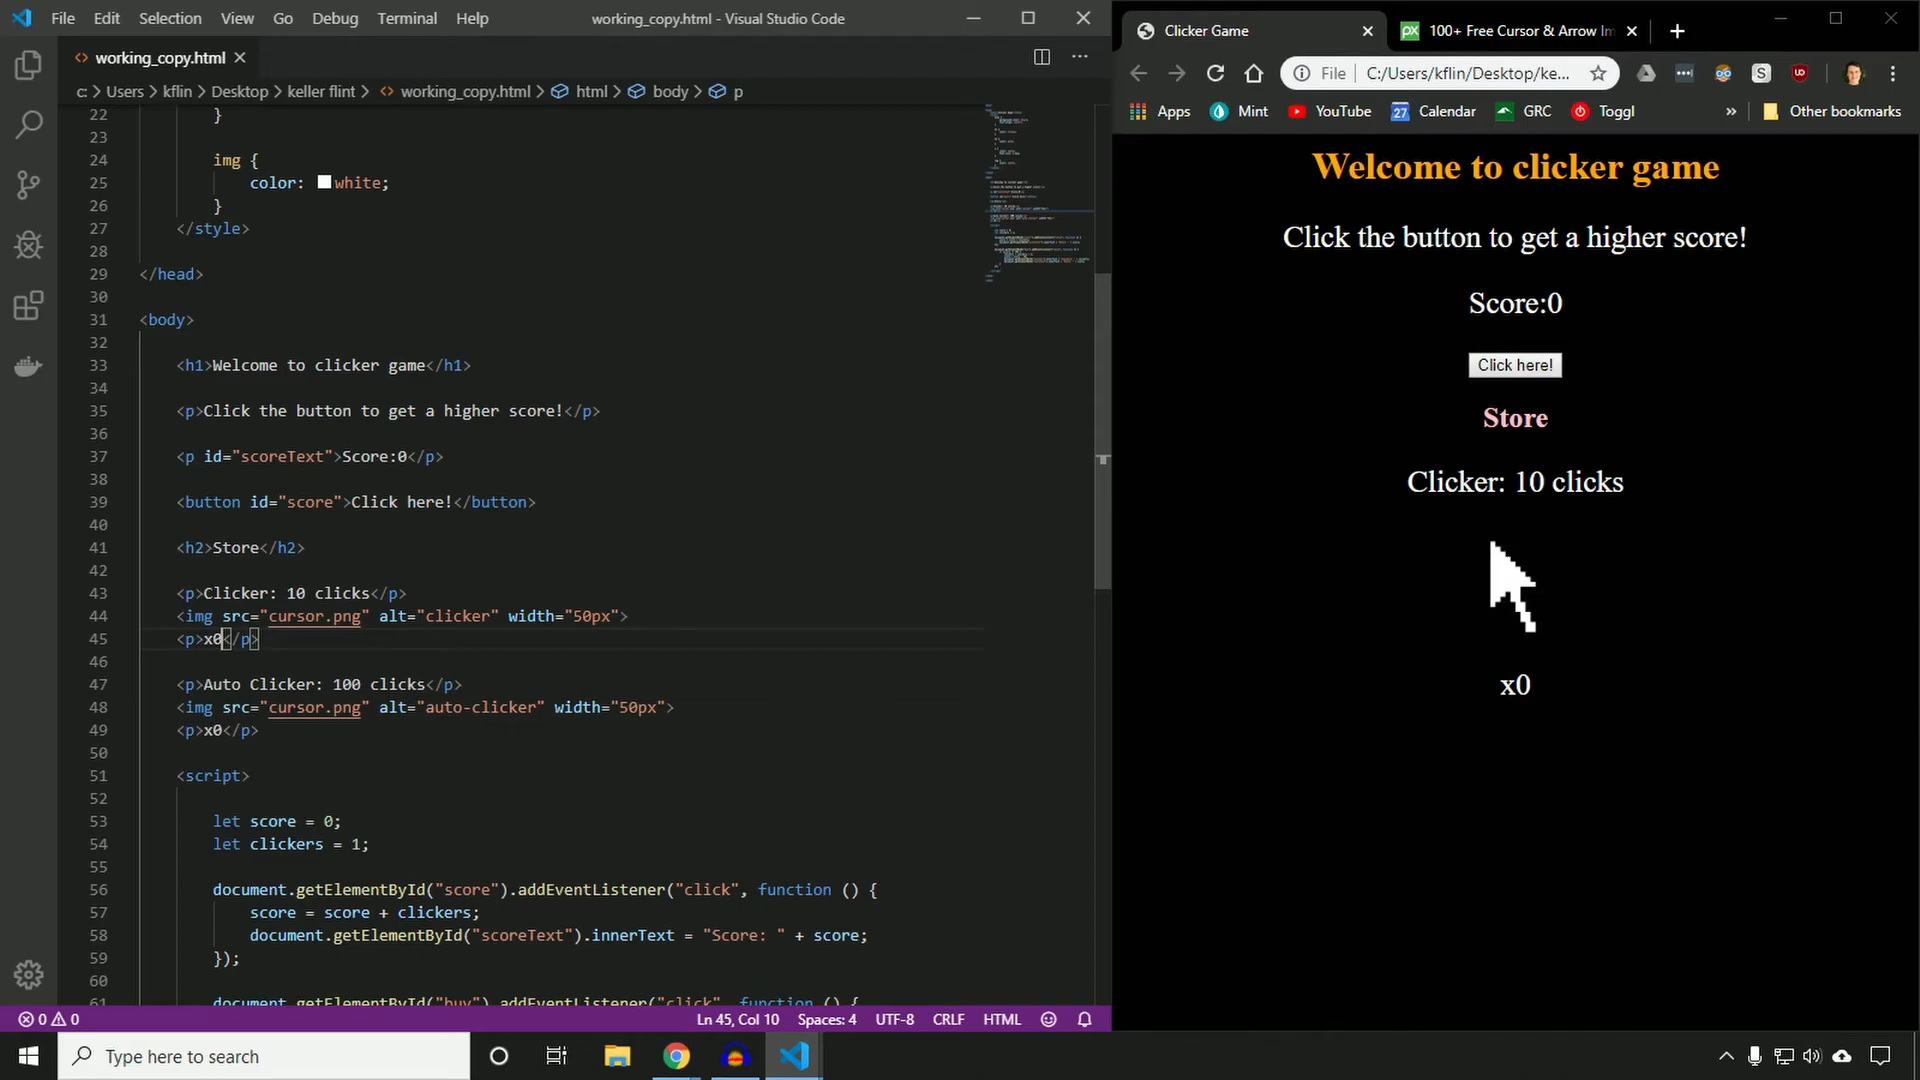 File Edit Selection View Go Debug Terminal Help
working_copy.html - Visual Studio Code
working_copy.html
c: > Users > kflin > Desktop > keller flint > working_copy.html > html > body > p
22 }
23
24 img {
25 color: white;
26 }
27 </style>
28
29 </head>
30
31 <body>
32
33 <h1>Welcome to clicker game</h1>
34
35 <p>Click the button to get a higher score!</p>
36
37 <p id="scoreText">Score:0</p>
38
39 <button id="score">Click here!</button>
40
41 <h2>Store</h2>
42
43 <p>Clicker: 10 clicks</p>
44 <img src="cursor.png" alt="clicker" width="50px">
45 <p>x0</p>
46
47 <p>Auto Clicker: 100 clicks</p>
48 <img src="cursor.png" alt="auto-clicker" width="50px">
49 <p>x0</p>
50
51 <script>
52
53 let score = 0;
54 let clickers = 1;
55
56 document.getElementById("score").addEventListener("click", function () {
57 score = score + clickers;
58 document.getElementById("scoreText").innerText = "Score: " + score;
59 });
60
61 document.getElementById("buy").addEventListener("click", function () {
0 0
Ln 45, Col 10 Spaces: 4 UTF-8 CRLF HTML
Clicker Game
100+ Free Cursor & Arrow Im
File | C:/Users/kflin/Desktop/ke...
Apps Mint YouTube 27 Calendar GRC Toggl » Other bookmarks
Welcome to clicker game
Click the button to get a higher score!
Score:0
Click here!
Store
Clicker: 10 clicks
x0
Type here to search